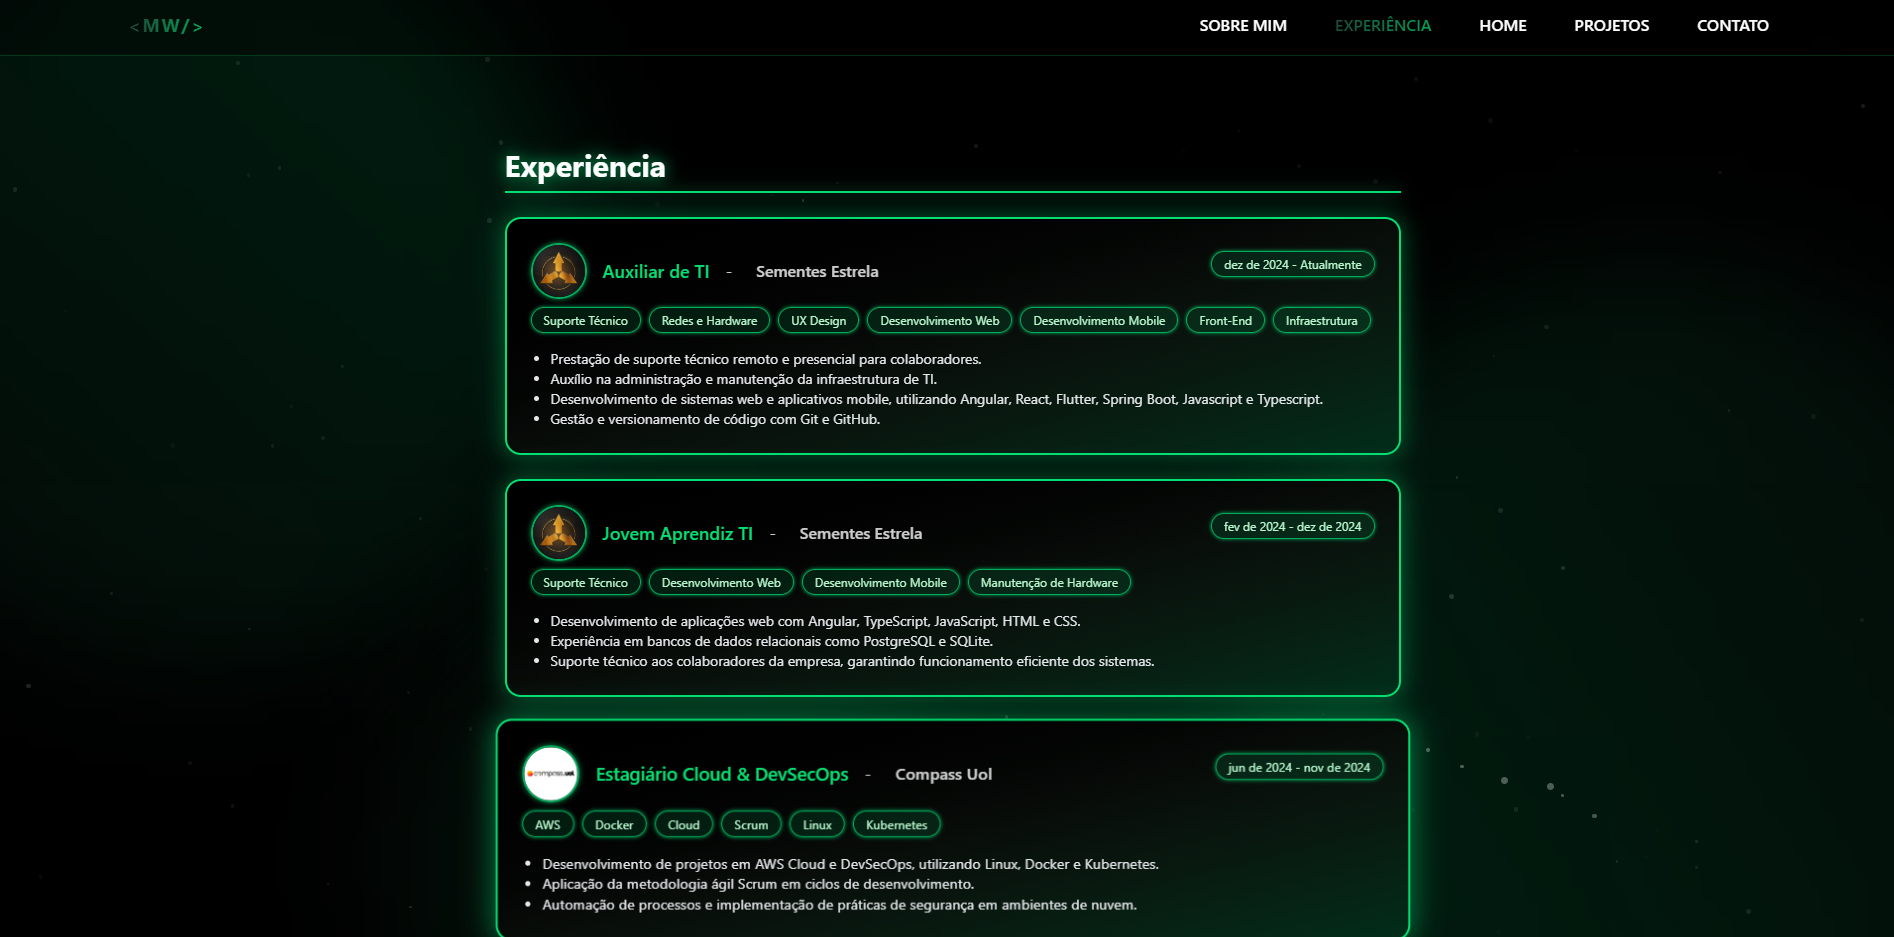 <MW/>
SOBRE MIM EXPERIÊNCIA HOME PROJETOS CONTATO
Experiência
Auxiliar de TI - Sementes Estrela dez de 2024 - Atualmente
Suporte Técnico Redes e Hardware UX Design Desenvolvimento Web Desenvolvimento Mobile Front-End Infraestrutura
• Prestação de suporte técnico remoto e presencial para colaboradores.
• Auxílio na administração e manutenção da infraestrutura de TI.
• Desenvolvimento de sistemas web e aplicativos mobile, utilizando Angular, React, Flutter, Spring Boot, Javascript e Typescript.
• Gestão e versionamento de código com Git e GitHub.
Jovem Aprendiz TI - Sementes Estrela fev de 2024 - dez de 2024
Suporte Técnico Desenvolvimento Web Desenvolvimento Mobile Manutenção de Hardware
• Desenvolvimento de aplicações web com Angular, TypeScript, JavaScript, HTML e CSS.
• Experiência em bancos de dados relacionais como PostgreSQL e SQLite.
• Suporte técnico aos colaboradores da empresa, garantindo funcionamento eficiente dos sistemas.
compass.uol
Estagiário Cloud & DevSecOps - Compass Uol jun de 2024 - nov de 2024
AWS Docker Cloud Scrum Linux Kubernetes
• Desenvolvimento de projetos em AWS Cloud e DevSecOps, utilizando Linux, Docker e Kubernetes.
• Aplicação da metodologia ágil Scrum em ciclos de desenvolvimento.
• Automação de processos e implementação de práticas de segurança em ambientes de nuvem.